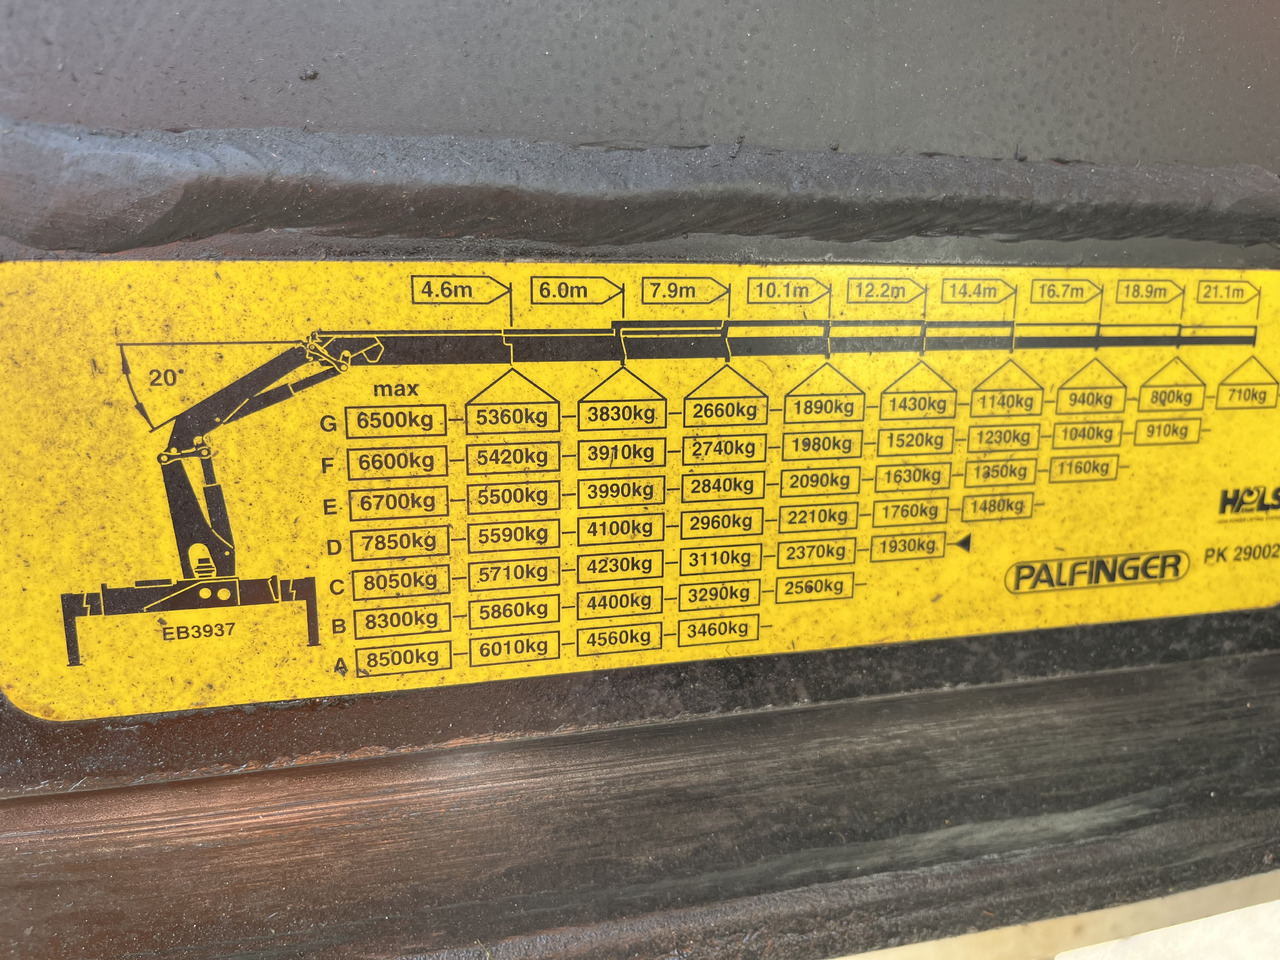 4.6m 6.0m 7.9m 10.1m 12.2m 14.4m 16.7m 18.9m 21.1m
20°
max
G 6500kg 5360kg 3830kg 2660kg 1890kg 1430kg 1140kg 940kg 800kg 710kg
F 6600kg 5420kg 3910kg 2740kg 1980kg 1520kg 1230kg 1040kg 910kg
E 6700kg 5500kg 3990kg 2840kg 2090kg 1630kg 1350kg 1160kg
D 7850kg 5590kg 4100kg 2960kg 2210kg 1760kg 1480kg
C 8050kg 5710kg 4230kg 3110kg 2370kg 1930kg
B 8300kg 5860kg 4400kg 3290kg 2560kg
A 8500kg 6010kg 4560kg 3460kg
EB3937
PALFINGER PK 29002